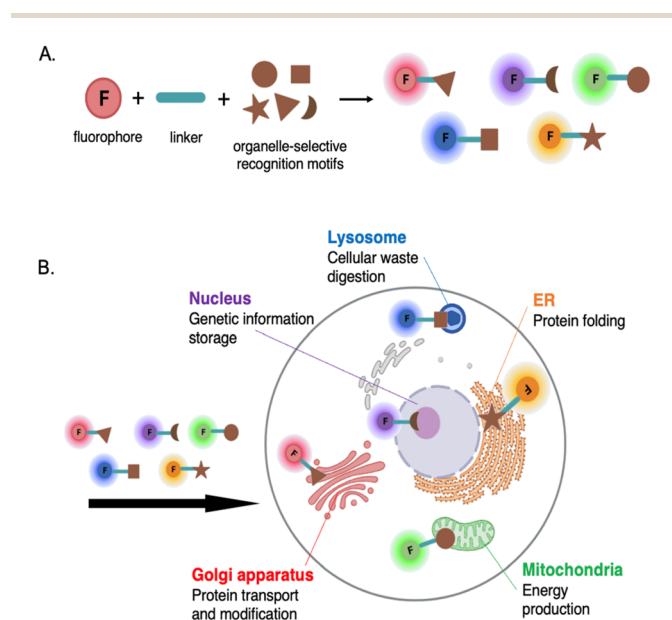 A.
F + + F F F
fluorophore linker organelle-selective
recognition motifs
F F
B.
Lysosome
Cellular waste
digestion
Nucleus
Genetic information
storage
ER
Protein folding
F
F
F F F
F
F F
F
F
Golgi apparatus
Protein transport
and modification
Mitochondria
Energy
production